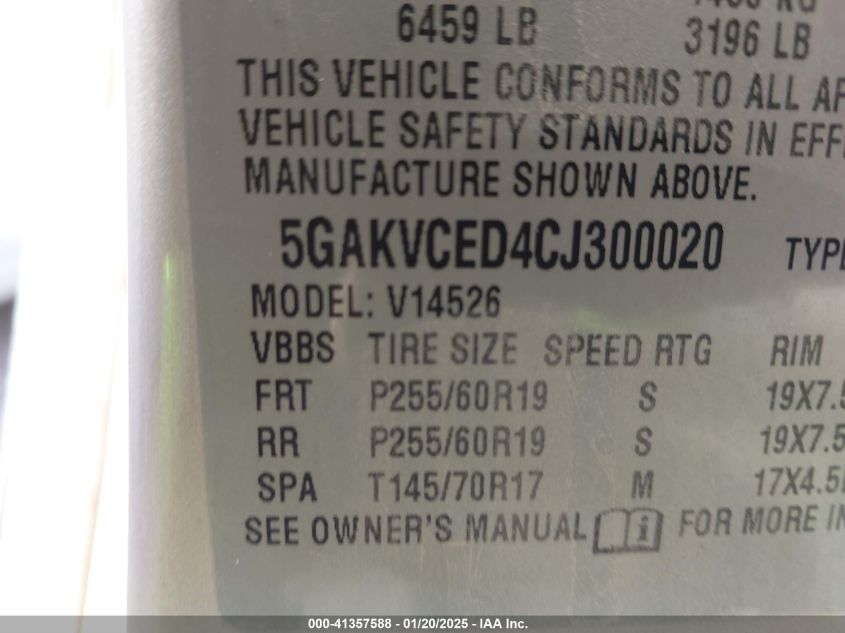 6459 LB 3196 LB
THIS VEHICLE CONFORMS TO ALL
VEHICLE SAFETY STANDARDS IN
MANUFACTURE SHOWN ABOVE.
5GAKVCED4CJ300020 TYPE
MODEL: V14526
VBBS TIRE SIZE SPEED RTG RIM
FRT P255/60R19 S 19X7.5
RR P255/60R19 S 19X7.5
SPA T145/70R17 M 17X4.5
SEE OWNER'S MANUAL FOR MORE
000-41357588 - 01/20/2025 - IAA Inc.